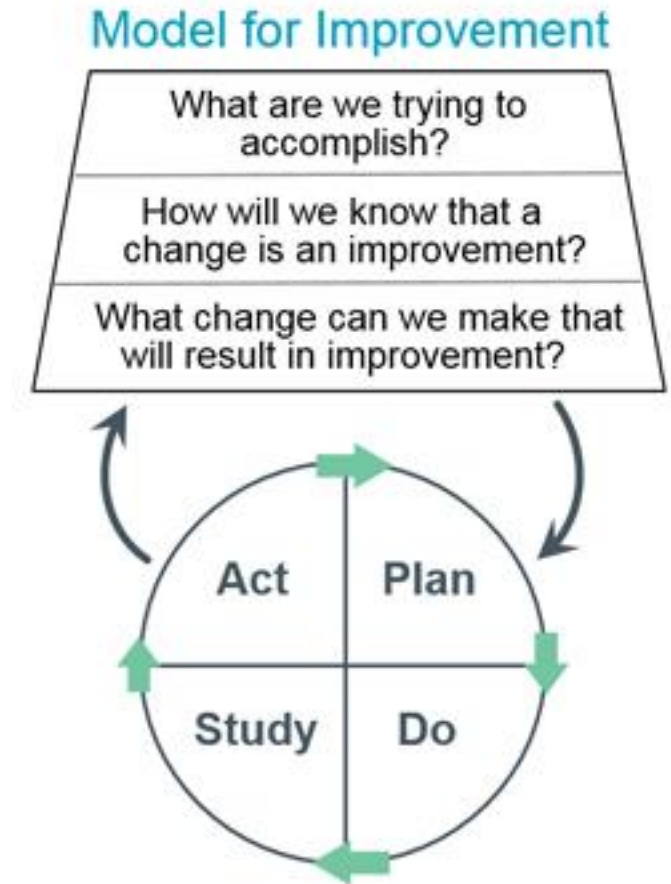 Model for Improvement
What are we trying to
accomplish?
How will we know that a
change is an improvement?
What change can we make that
will result in improvement?
Act
Plan
Study
Do